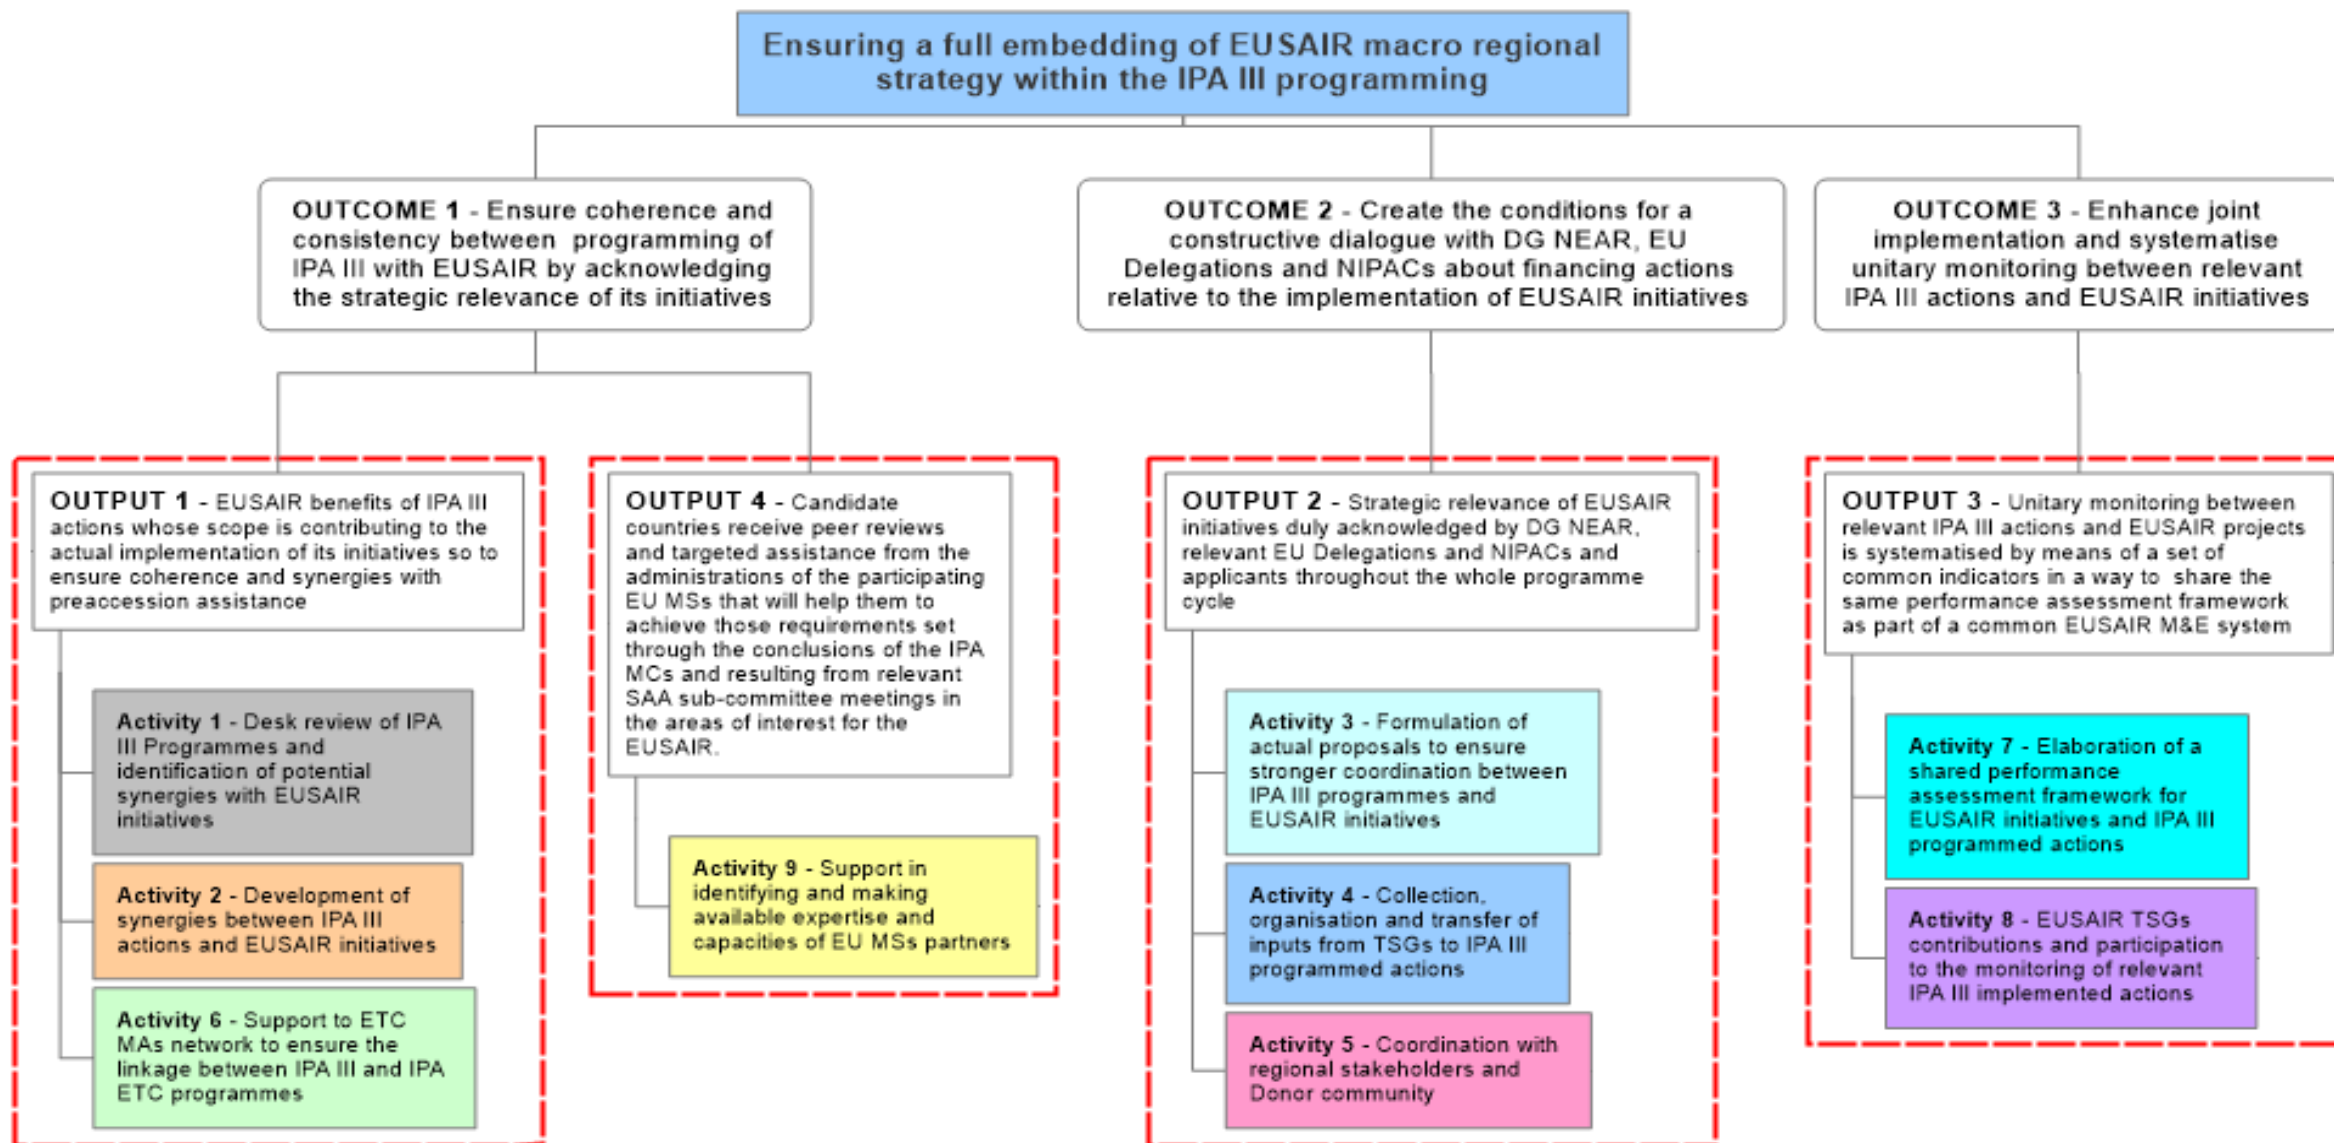 Ensuring a full embedding of EUSAIR macro regional
strategy within the IPA III programming
OUTCOME 1 - Ensure coherence and
consistency between programming of
IPA III with EUSAIR by acknowledging
the strategic relevance of its initiatives
OUTCOME 2 - Create the conditions for a
constructive dialogue with DG NEAR, EU
Delegations and NIPACs about financing actions
relative to the implementation of EUSAIR initiatives
OUTCOME 3 - Enhance joint
implementation and systematise
unitary monitoring between relevant
IPA III actions and EUSAIR initiatives
OUTPUT 1 - EUSAIR benefits of IPA III
actions whose scope is contributing to the
actual implementation of its initiatives so to
ensure coherence and synergies with
preaccession assistance
Activity 1 - Desk review of IPA
III Programmes and
identification of potential
synergies with EUSAIR
initiatives
Activity 2 - Development of
synergies between IPA III
actions and EUSAIR initiatives
Activity 6 - Support to ETC
MAs network to ensure the
linkage between IPA III and IPA
ETC programmes
OUTPUT 4 - Candidate
countries receive peer reviews
and targeted assistance from the
administrations of the participating
EU MSs that will help them to
achieve those requirements set
through the conclusions of the IPA
MCs and resulting from relevant
SAA sub-committee meetings in
the areas of interest for the
EUSAIR.
Activity 9 - Support in
identifying and making
available expertise and
capacities of EU MSs partners
OUTPUT 2 - Strategic relevance of EUSAIR
initiatives duly acknowledged by DG NEAR,
relevant EU Delegations and NIPACs and
applicants throughout the whole programme
cycle
Activity 3 - Formulation of
actual proposals to ensure
stronger coordination between
IPA III programmes and
EUSAIR initiatives
Activity 4 - Collection,
organisation and transfer of
inputs from TSGs to IPA III
programmed actions
Activity 5 - Coordination with
regional stakeholders and
Donor community
OUTPUT 3 - Unitary monitoring between
relevant IPA III actions and EUSAIR projects
is systematised by means of a set of
common indicators in a way to share the
same performance assessment framework
as part of a common EUSAIR M&E system
Activity 7 - Elaboration of a
shared performance
assessment framework for
EUSAIR initiatives and IPA III
programmed actions
Activity 8 - EUSAIR TSGs
contributions and participation
to the monitoring of relevant
IPA III implemented actions